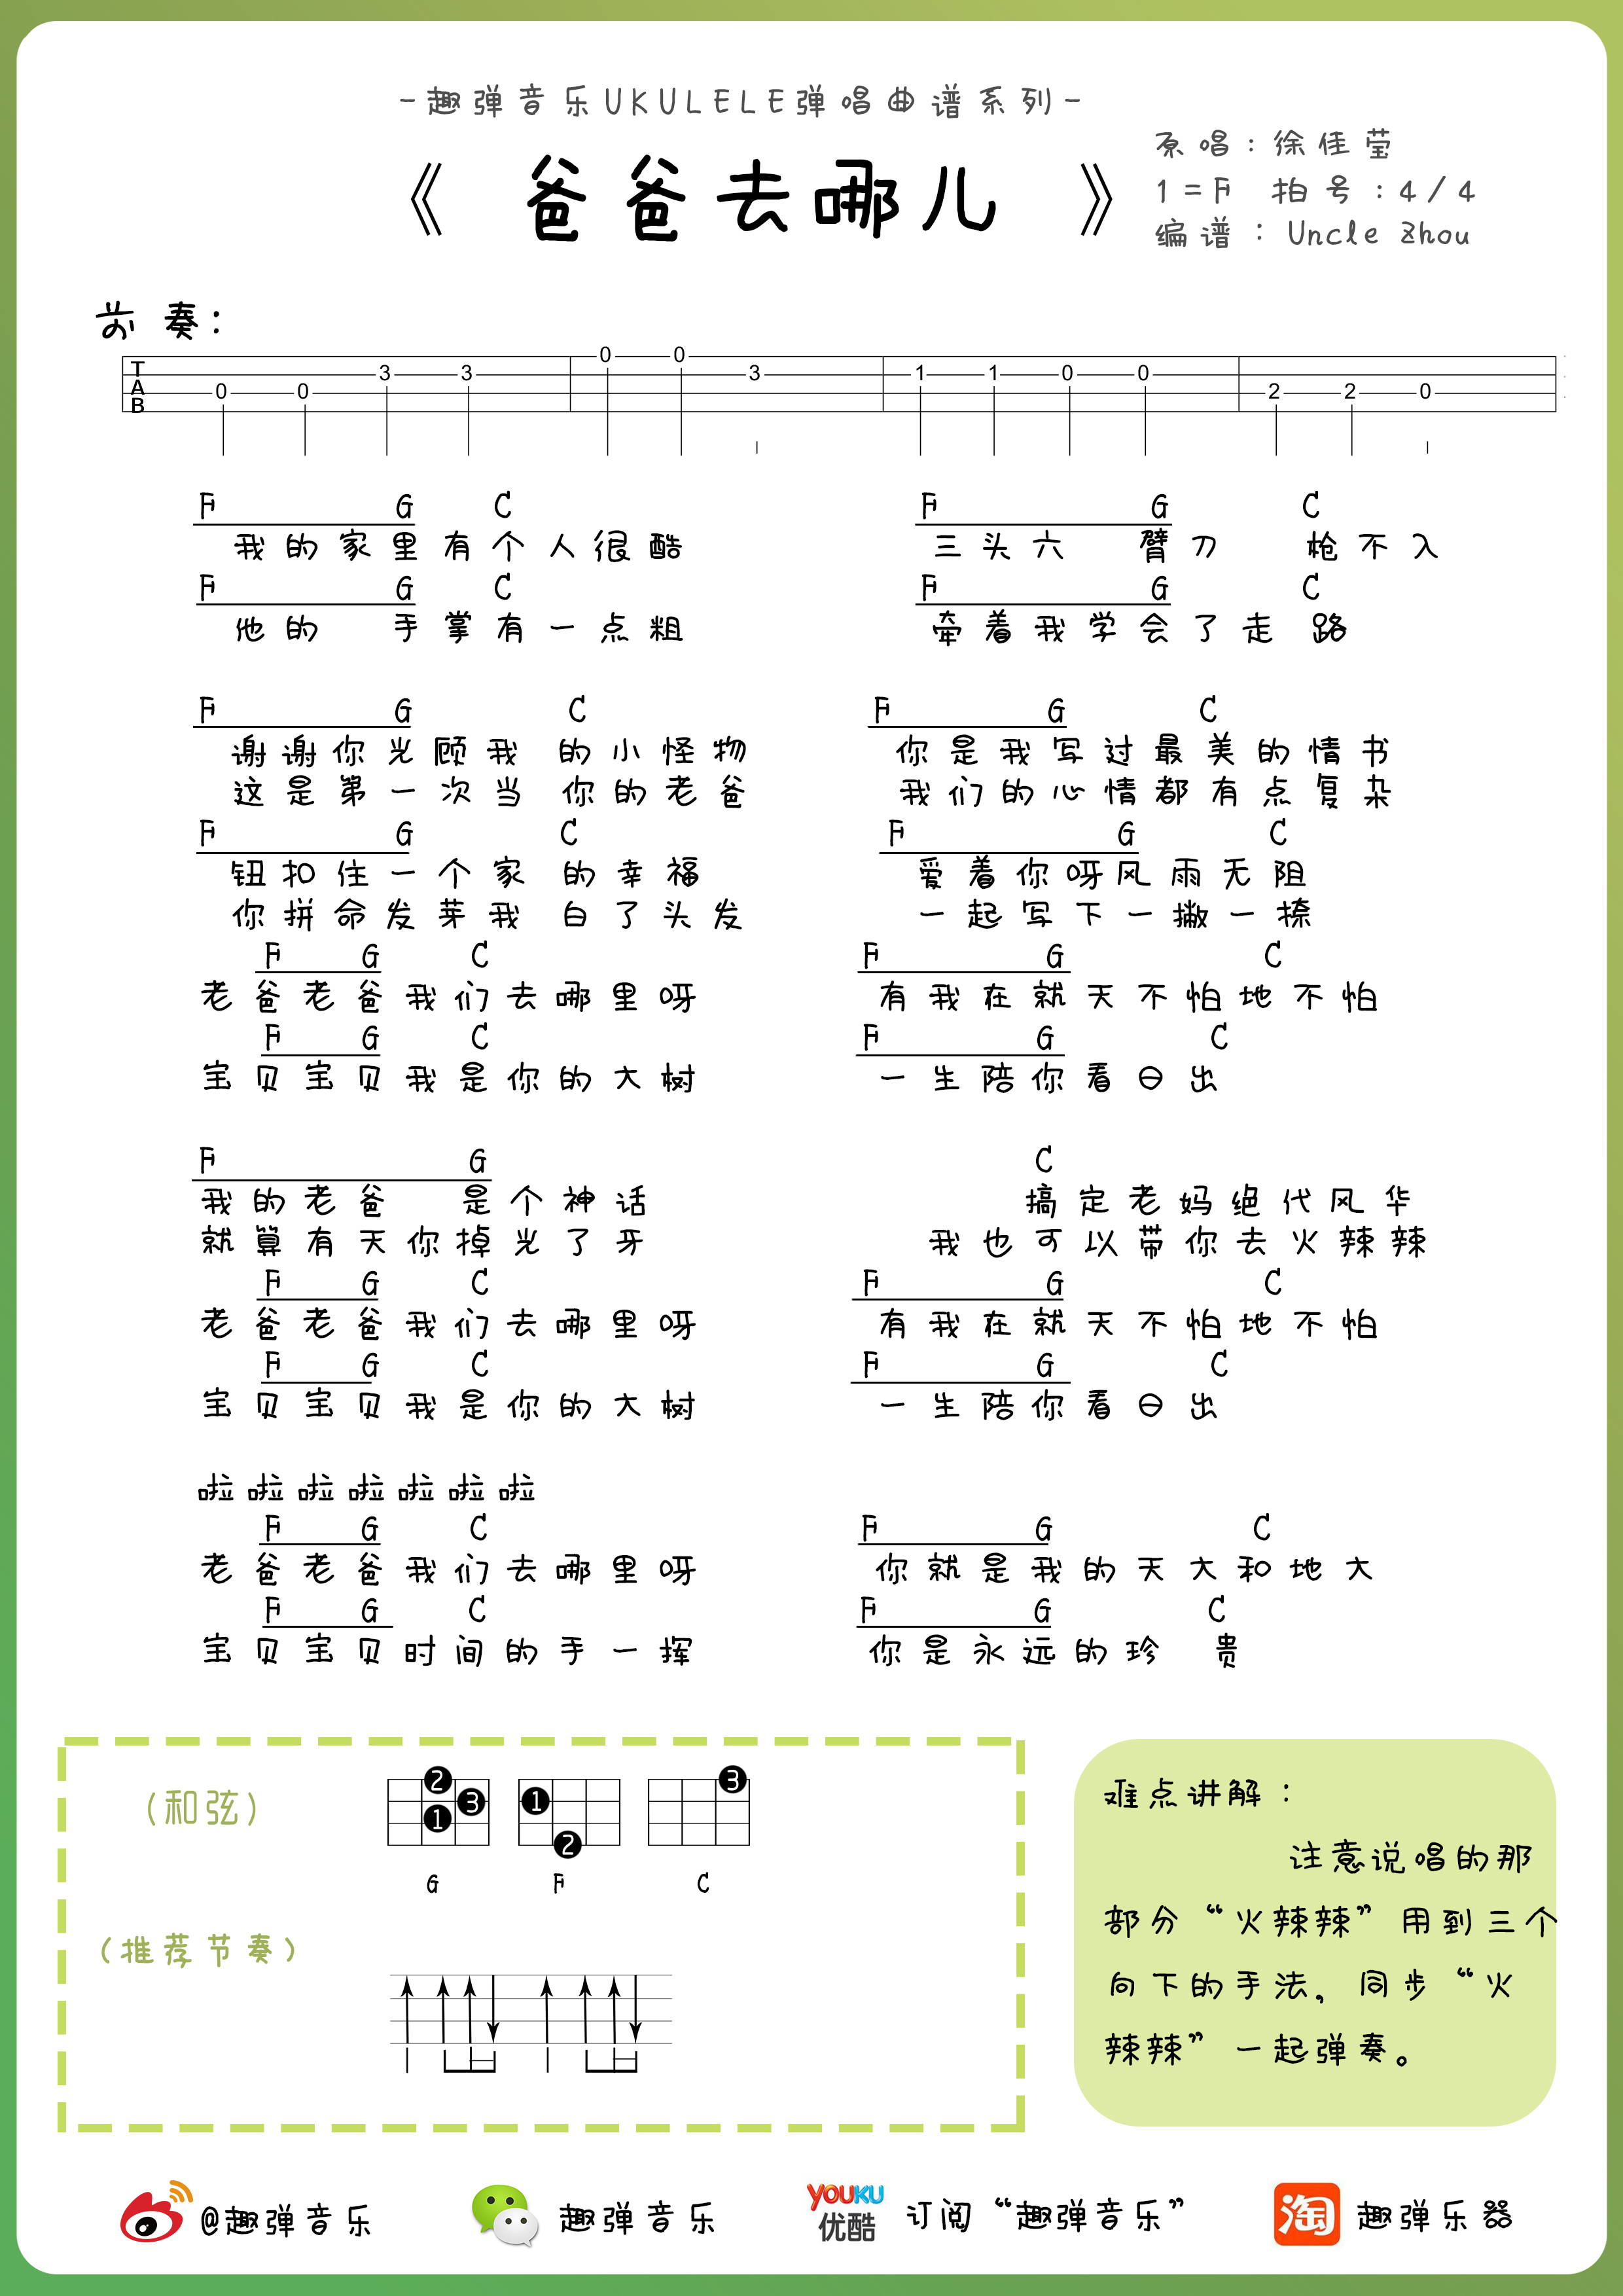 -趣弹音乐UKULELE弹唱曲谱系列-
《 爸爸去哪儿 》
原唱:徐佳莹
1=F 拍号:4/4
编谱:Uncle Zhou
前奏:
T A B
0 0 3 3 0 0 3 1 1 0 0 2 2 0
F G C F G C
我的家里有个人很酷 三头六 臂刀 枪不入
F G C F G C
他的 手掌有一点粗 牵着我学会了走 路
F G C F G C
谢谢你光顾我 的小怪物 你是我写过最美的情书
这是第一次当 你的老爸 我们的心情都有点复杂
F G C F G C
钮扣住一个家 的幸福 爱着你呀风雨无阻
你拼命发芽我 白了头发 一起写下一撇一捺
F G C F G C
老爸老爸我们去哪里呀 有我在就天不怕地不怕
F G C F G C
宝贝宝贝我是你的大树 一生陪你看日出
F G C
我的老爸 是个神话 搞定老妈绝代风华
就算有天你掉光了牙 我也可以带你去火辣辣
F G C F G C
老爸老爸我们去哪里呀 有我在就天不怕地不怕
F G C F G C
宝贝宝贝我是你的大树 一生陪你看日出
啦啦啦啦啦啦啦
F G C F G C
老爸老爸我们去哪里呀 你就是我的天大和地大
F G C F G C
宝贝宝贝时间的手一挥 你是永远的珍 贵
(和弦)
2 3 1 1 2 3
G F C
(推荐节奏)
难点讲解:
注意说唱的那
部分“火辣辣”用到三个
向下的手法,同步“火
辣辣”一起弹奏。
@趣弹音乐
趣弹音乐
YOUKU
优酷
订阅“趣弹音乐”
淘
趣弹乐器